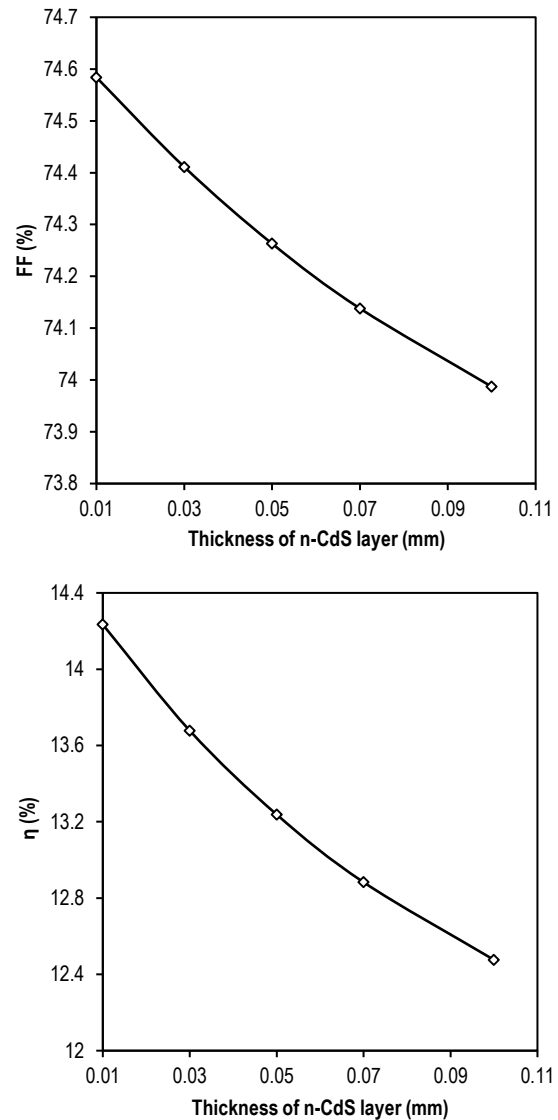 74.7
74.6
74.5
74.4
74.3
74.2
74.1
74
73.9
73.8
FF (%)
0.01 0.03 0.05 0.07 0.09 0.11
Thickness of n-CdS layer (mm)
14.4
14
13.6
13.2
12.8
12.4
12
η (%)
0.01 0.03 0.05 0.07 0.09 0.11
Thickness of n-CdS layer (mm)